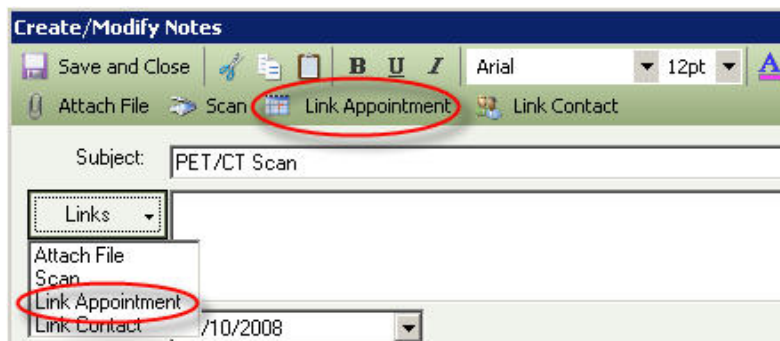 Create/Modify Notes
Save and Close B U I Arial 12pt A
Attach File Scan Link Appointment Link Contact
Subject: PET/CT Scan
Links
Attach File
Scan
Link Appointment
Link Contact /10/2008